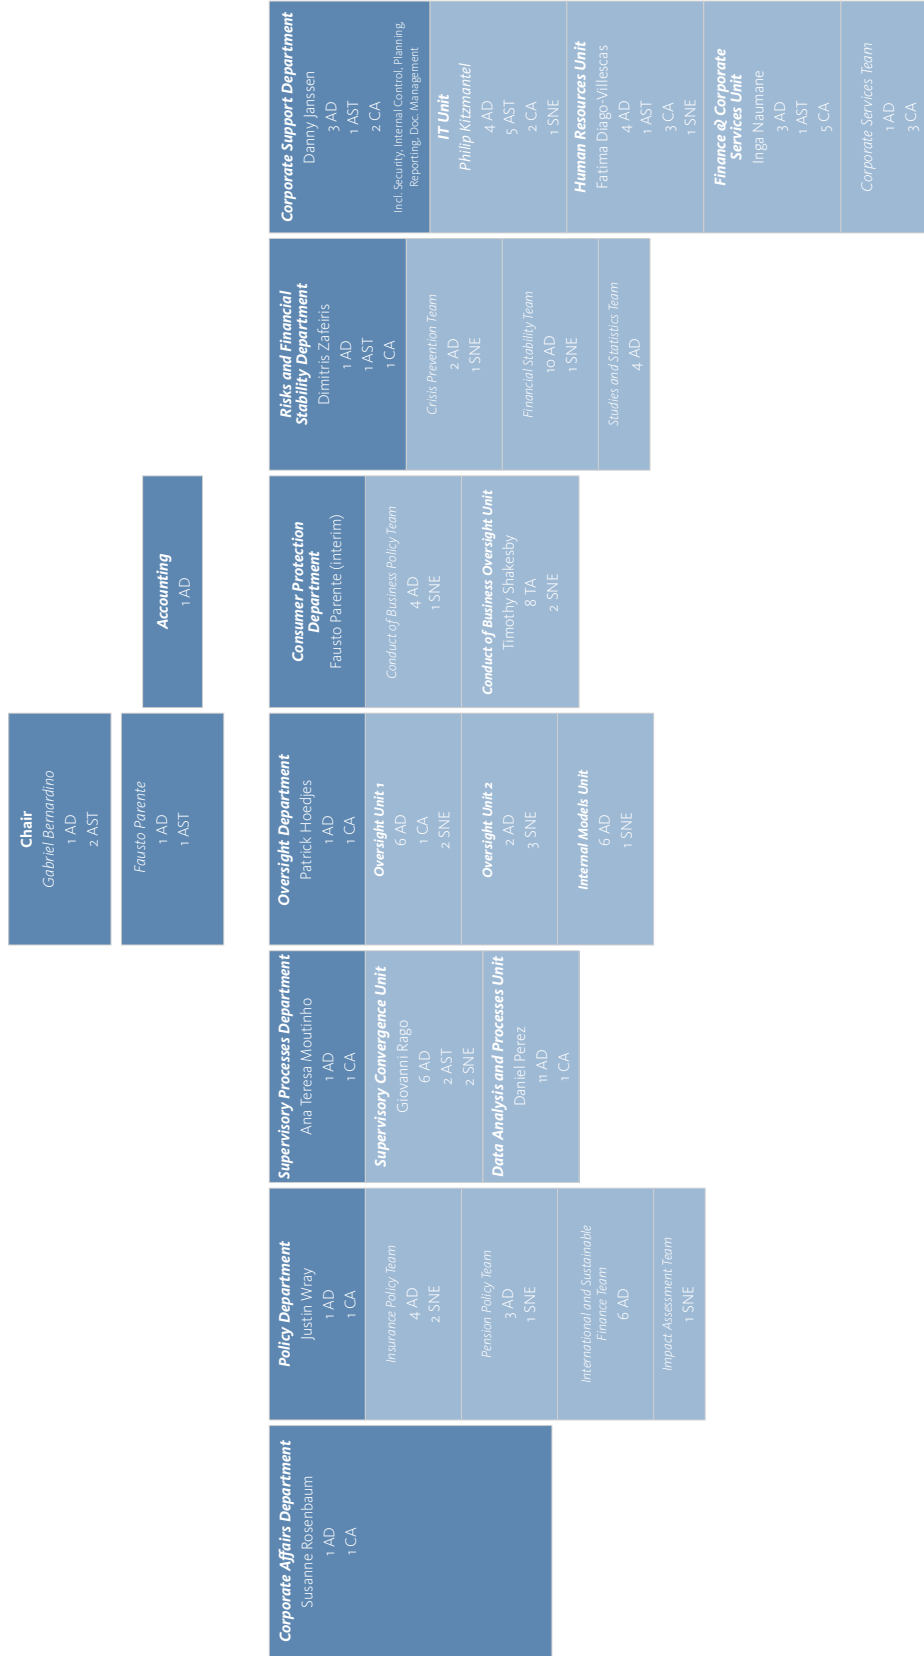 Chair
Gabriel Bernardino
1 AD
2 AST
Fausto Parente
1 AD
1 AST
Accounting
1 AD
Corporate Affairs Department
Susanne Rosenbaum
1 AD
1 CA
Policy Department
Justin Wray
1 AD
1 CA
Insurance Policy Team
4 AD
2 SNE
Pension Policy Team
3 AD
1 SNE
International and Sustainable
Finance Team
6 AD
Impact Assessment Team
1 SNE
Supervisory Processes Department
Ana Teresa Moutinho
1 AD
1 CA
Supervisory Convergence Unit
Giovanni Rago
6 AD
2 AST
2 SNE
Data Analysis and Processes Unit
Daniel Perez
11 AD
1 CA
Oversight Department
Patrick Hoedjes
1 AD
1 CA
Oversight Unit 1
6 AD
1 CA
2 SNE
Oversight Unit 2
2 AD
3 SNE
Internal Models Unit
6 AD
1 SNE
Consumer Protection
Department
Fausto Parente (interim)
Conduct of Business Policy Team
4 AD
1 SNE
Conduct of Business Oversight Unit
Timothy Shakesby
8 TA
2 SNE
Risks and Financial
Stability Department
Dimitris Zafeiris
1 AD
1 AST
1 CA
Crisis Prevention Team
2 AD
1 SNE
Financial Stability Team
10 AD
1 SNE
Studies and Statistics Team
4 AD
Corporate Support Department
Danny Janssen
3 AD
1 AST
2 CA
Incl. Security, Internal Control, Planning,
Reporting, Doc. Management
IT Unit
Philip Kitzmantel
4 AD
5 AST
2 CA
1 SNE
Human Resources Unit
Fatima Diago-Villescas
4 AD
1 AST
3 CA
1 SNE
Finance & Corporate
Services Unit
Inga Naumane
3 AD
1 AST
5 CA
Corporate Services Team
1 AD
3 CA